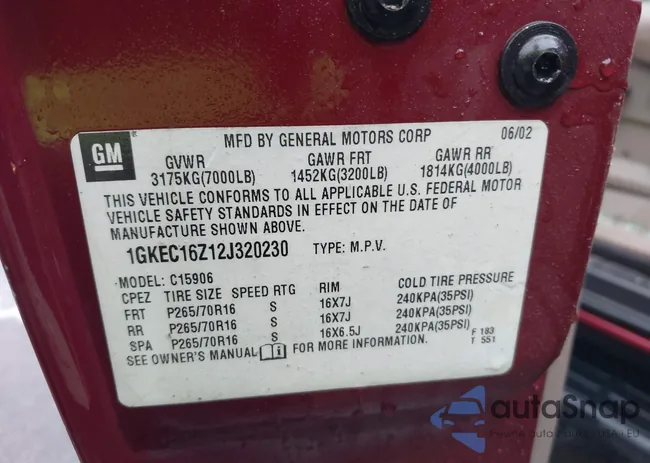 GM
MFD BY GENERAL MOTORS CORP 06/02
GVWR GAWR FRT GAWR RR
3175KG(7000LB) 1452KG(3200LB) 1814KG(4000LB)
THIS VEHICLE CONFORMS TO ALL APPLICABLE U.S. FEDERAL MOTOR
VEHICLE SAFETY STANDARDS IN EFFECT ON THE DATE OF
MANUFACTURE SHOWN ABOVE.
1GKEC16Z12J320230 TYPE: M.P.V.
MODEL: C15906
CPEZ TIRE SIZE SPEED RTG RIM COLD TIRE PRESSURE
FRT P265/70R16 S 16X7J 240KPA(35PSI)
RR P265/70R16 S 16X7J 240KPA(35PSI)
SPA P265/70R16 S 16X6.5J 240KPA(35PSI) F 183
SEE OWNER'S MANUAL FOR MORE INFORMATION. T 551
autoSnap